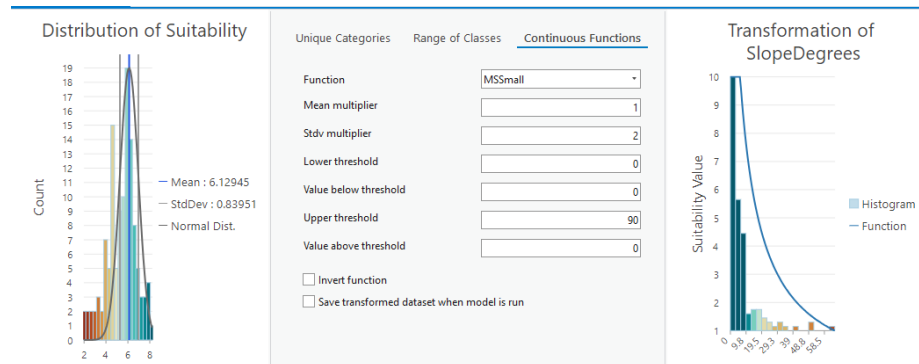 Distribution of Suitability
19
18
17
16
15
14
13
12
11
10
9
8
7
6
5
4
3
2
1
0
Count
2 4 6 8
Mean : 6.12945
StdDev : 0.83951
Normal Dist.
Unique Categories Range of Classes Continuous Functions
Function MSSmall
Mean multiplier 1
Stdv multiplier 2
Lower threshold 0
Value below threshold 0
Upper threshold 90
Value above threshold 0
Invert function
Save transformed dataset when model is run
Transformation of
SlopeDegrees
10
9
8
7
6
5
4
3
2
1
Suitability Value
0 9.8 19.5 29.3 39 48.8 58.5
Histogram
Function